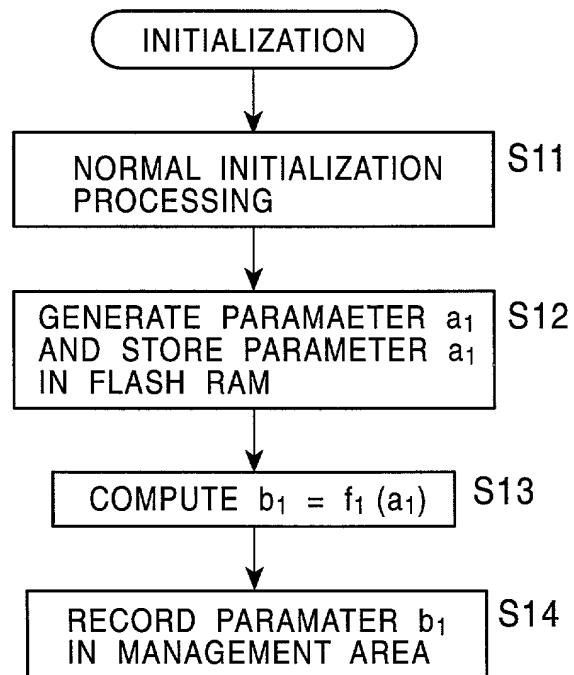 INITIALIZATION
NORMAL INITIALIZATION
PROCESSING
S11
GENERATE PARAMAETER a₁
AND STORE PARAMETER a₁
IN FLASH RAM
S12
COMPUTE b₁ = f₁ (a₁)
S13
RECORD PARAMATER b₁
IN MANAGEMENT AREA
S14